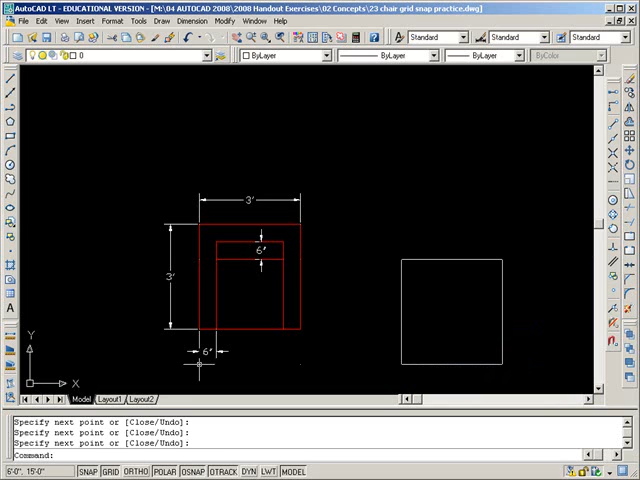 AutoCAD LT - EDUCATIONAL VERSION - [M:\04 AUTOCAD 2008\2008 Handout Exercises\02 Concepts\23 chair grid snap practice.dwg]
File Edit View Insert Format Tools Draw Dimension Modify Window Help
Standard Standard Standard
0 ByLayer ByLayer ByLayer ByColor
3'
6"
3'
6"
Y
X
A
Model Layout1 Layout2
Specify next point or [Close/Undo]:
Specify next point or [Close/Undo]:
Specify next point or [Close/Undo]:
Command:
6'-0", 15'-0" SNAP GRID ORTHO POLAR OSNAP OTRACK DYN LWT MODEL